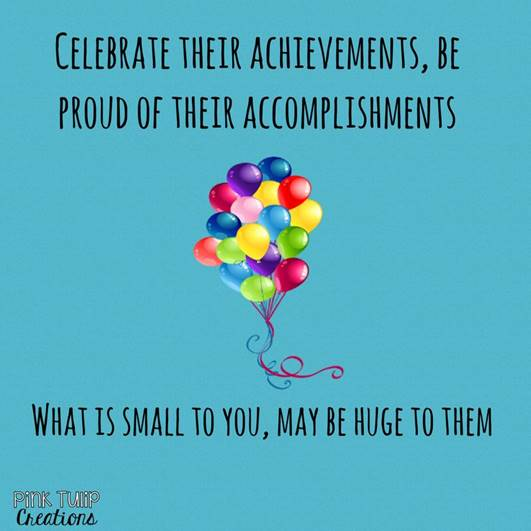 Celebrate their achievements, be
proud of their accomplishments
What is small to you, may be huge to them
Pink Tulip
Creations